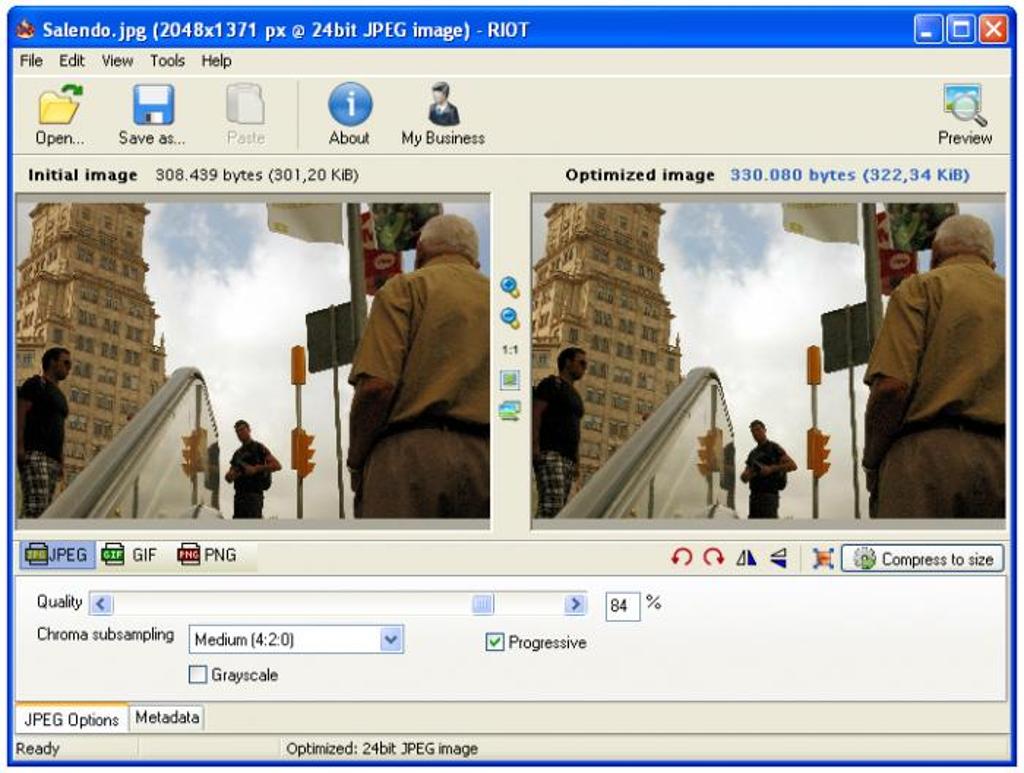 Salendo.jpg (2048x1371 px @ 24bit JPEG image) - RIOT
File Edit View Tools Help
Open... Save as... Paste About My Business Preview
Initial image 308.439 bytes (301,20 KiB) Optimized image 330.080 bytes (322,34 KiB)
1:1
JPEG GIF GIF PNG PNG Compress to size
Quality 84 %
Chroma subsampling Medium (4:2:0) Progressive
Grayscale
JPEG Options Metadata
Ready Optimized: 24bit JPEG image